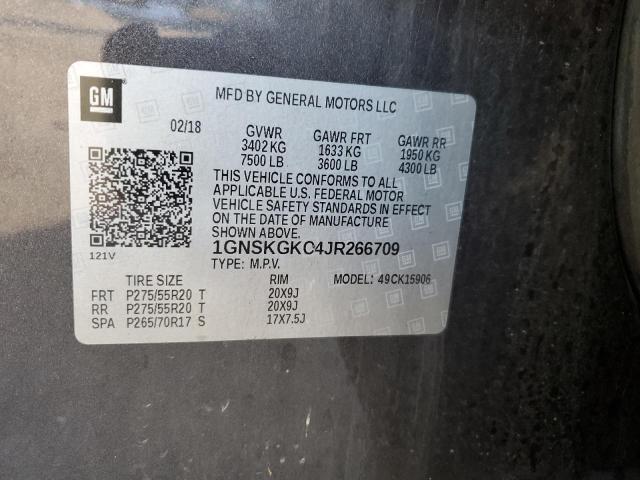 GM
MFD BY GENERAL MOTORS LLC
02/18 GVWR GAWR FRT GAWR RR
3402 KG 1633 KG 1950 KG
7500 LB 3600 LB 4300 LB
THIS VEHICLE CONFORMS TO ALL
APPLICABLE U.S. FEDERAL MOTOR
VEHICLE SAFETY STANDARDS IN EFFECT
ON THE DATE OF MANUFACTURE
SHOWN ABOVE.
121V
1GNSKGKC4JR266709
TYPE: M.P.V.
TIRE SIZE RIM MODEL: 49CK15906
FRT P275/55R20 T 20X9J
RR P275/55R20 T 20X9J
SPA P265/70R17 S 17X7.5J